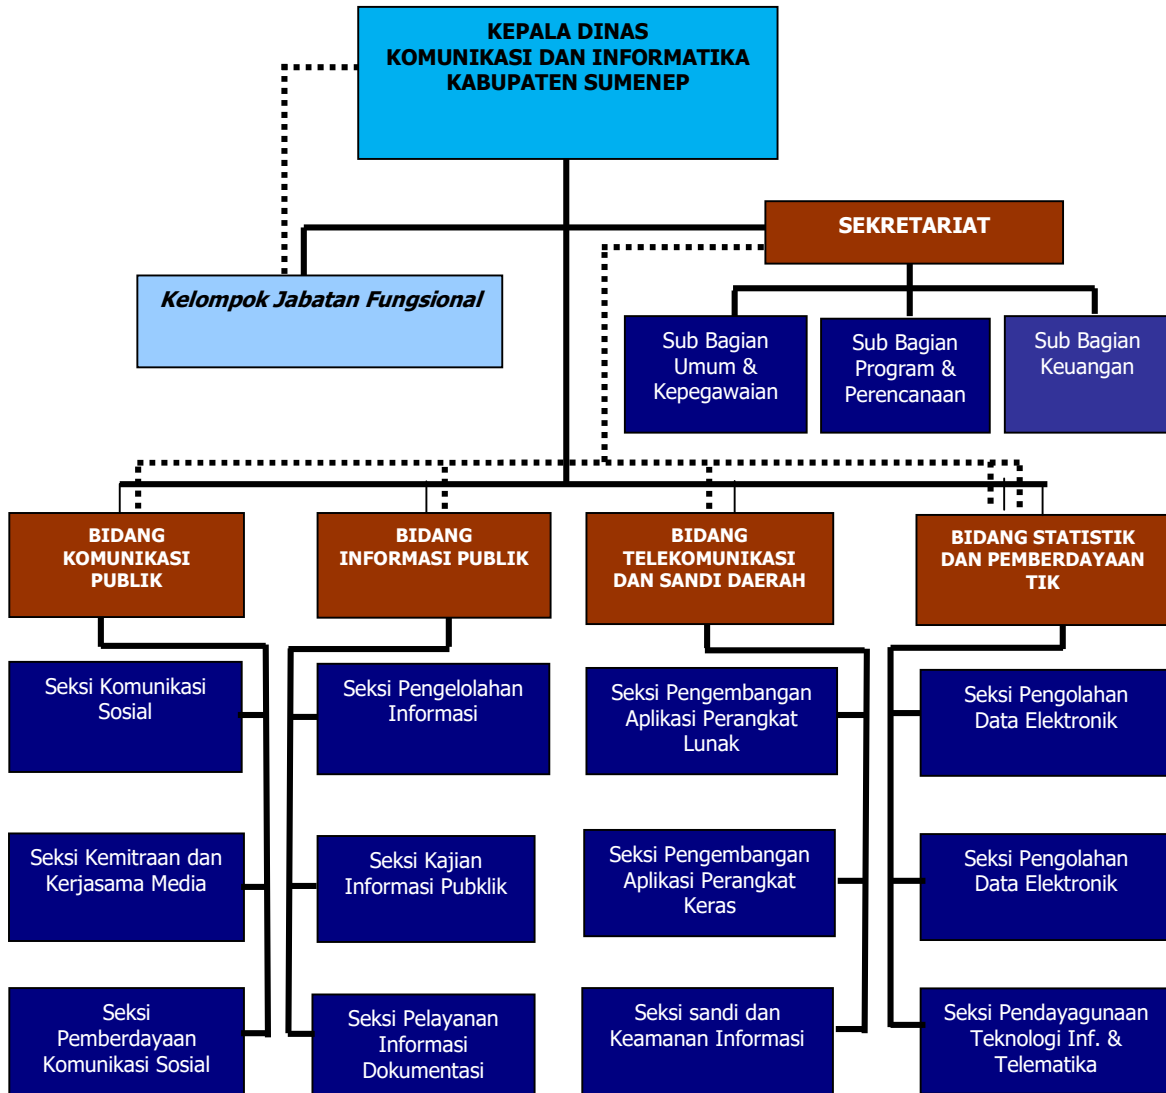 KEPALA DINAS
KOMUNIKASI DAN INFORMATIKA
KABUPATEN SUMENEP
SEKRETARIAT
Kelompok Jabatan Fungsional
Sub Bagian
Umum &
Kepegawaian
Sub Bagian
Program &
Perencanaan
Sub Bagian
Keuangan
BIDANG
KOMUNIKASI
PUBLIK
BIDANG
INFORMASI PUBLIK
BIDANG
TELEKOMUNIKASI
DAN SANDI DAERAH
BIDANG STATISTIK
DAN PEMBERDAYAAN
TIK
Seksi Komunikasi
Sosial
Seksi Pengelolahan
Informasi
Seksi Pengembangan
Aplikasi Perangkat
Lunak
Seksi Pengolahan
Data Elektronik
Seksi Kemitraan dan
Kerjasama Media
Seksi Kajian
Informasi Pubklik
Seksi Pengembangan
Aplikasi Perangkat
Keras
Seksi Pengolahan
Data Elektronik
Seksi
Pemberdayaan
Komunikasi Sosial
Seksi Pelayanan
Informasi
Dokumentasi
Seksi sandi dan
Keamanan Informasi
Seksi Pendayagunaan
Teknologi Inf. &
Telematika